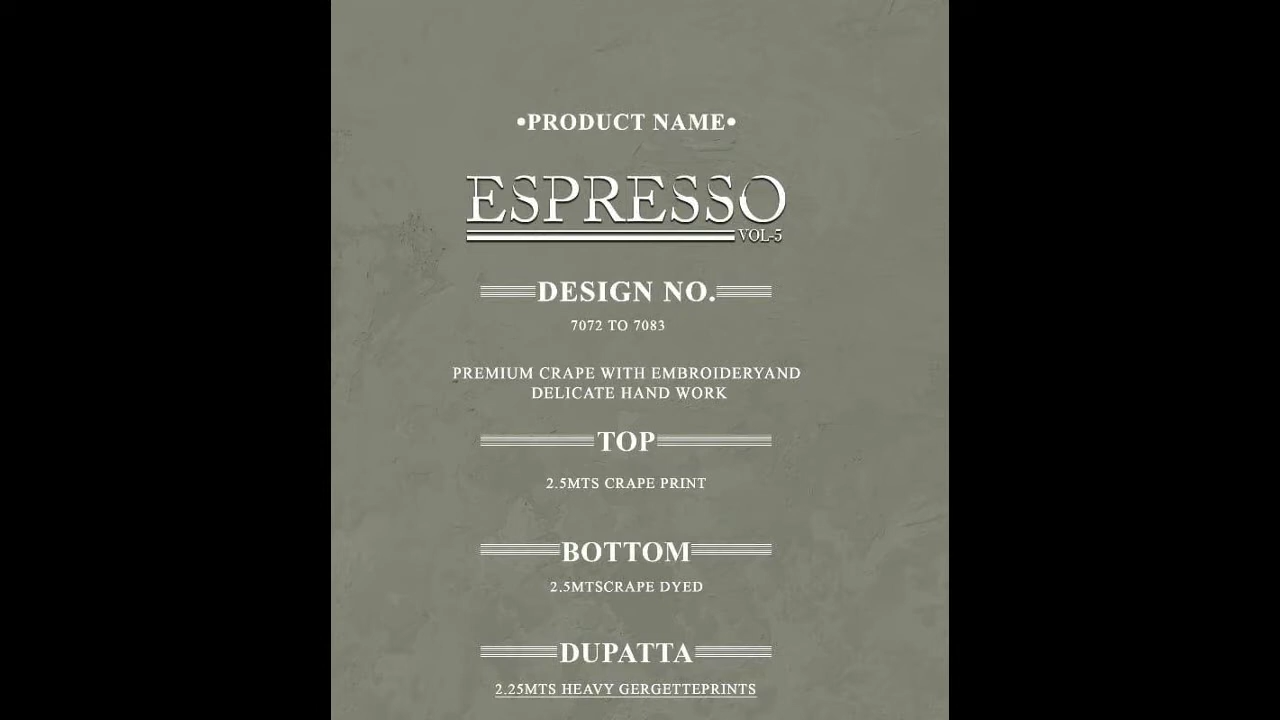 •PRODUCT NAME•
ESPRESSO
VOL-5
DESIGN NO.
7072 TO 7083
PREMIUM CRAPE WITH EMBROIDERYAND
DELICATE HAND WORK
TOP
2.5MTS CRAPE PRINT
BOTTOM
2.5MTSCRAPE DYED
DUPATTA
2.25MTS HEAVY GERGETTEPRINTS